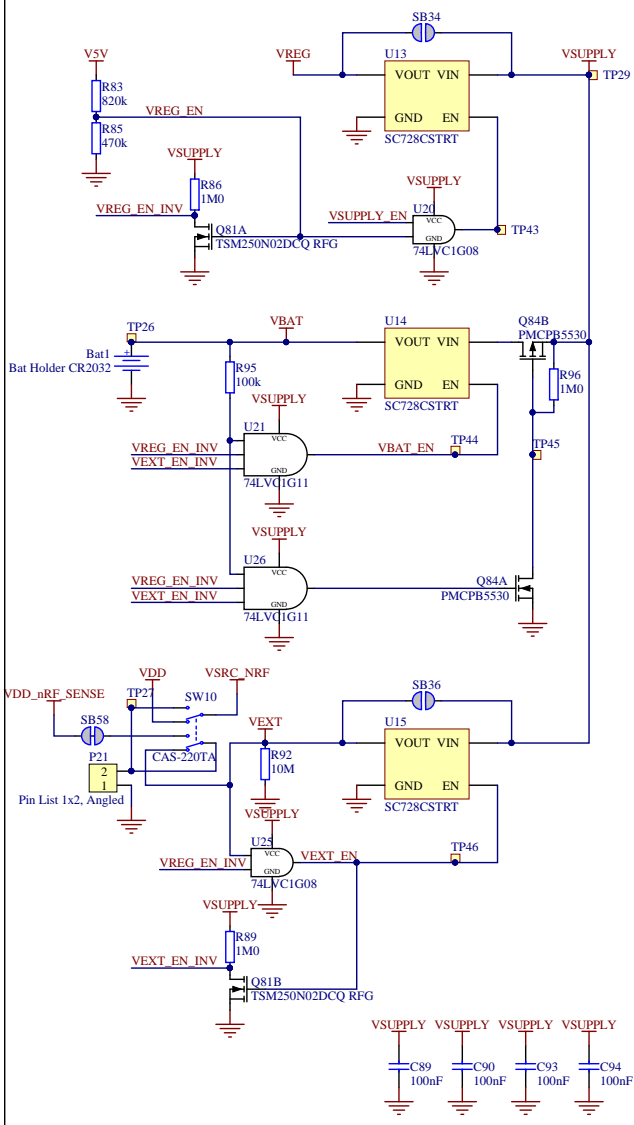 SB34
V5V
VREG
U13
VSUPPLY
VOUT VIN
TP29
R83
820k
VREG_EN
GND EN
R85
470k
SC728CSTRT
VSUPPLY
VSUPPLY
R86
1M0
U20
VREG_EN_INV
VSUPPLY_EN
VCC
Q81A
TP43
GND
TSM250N02DCQ RFG
74LVC1G08
TP26
VBAT
U14
Q84B
PMCPB5530
+
Bat1
VOUT VIN
Bat Holder CR2032
R95
100k
R96
1M0
GND EN
VSUPPLY
SC728CSTRT
U21
VCC
VREG_EN_INV
VBAT_EN
TP44
TP45
VEXT_EN_INV
GND
74LVC1G11
VSUPPLY
U26
VCC
Q84A
VREG_EN_INV
PMCPB5530
VEXT_EN_INV
GND
74LVC1G11
VDD
VSRC_NRF
VDD_nRF_SENSE
TP27
SW10
SB36
SB58
VEXT
U15
CAS-220TA
VOUT VIN
P21
R92
10M
2
1
GND EN
Pin List 1x2, Angled
SC728CSTRT
VSUPPLY
U25
VCC
VREG_EN_INV
VEXT_EN
TP46
GND
74LVC1G08
VSUPPLY
R89
1M0
VEXT_EN_INV
Q81B
TSM250N02DCQ RFG
VSUPPLY VSUPPLY VSUPPLY VSUPPLY
C89 C90 C93 C94
100nF 100nF 100nF 100nF